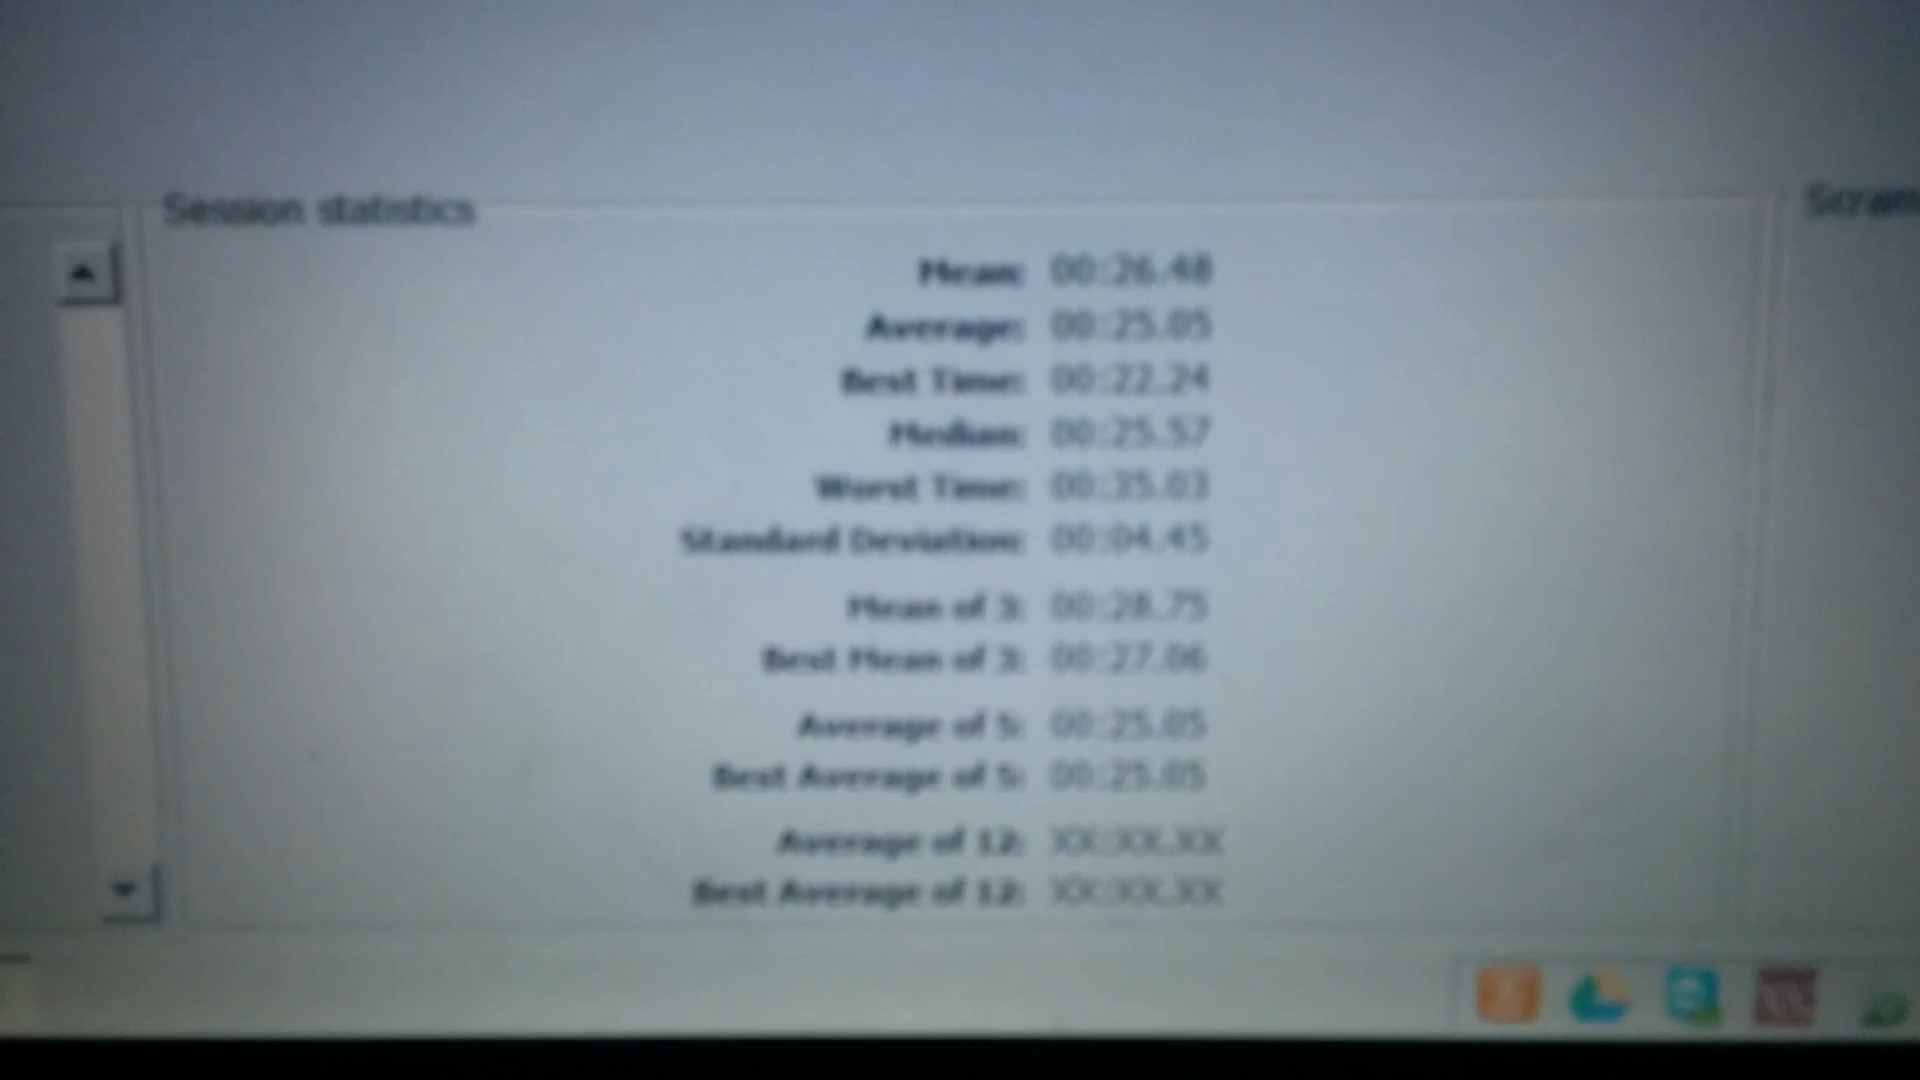 Session statistics
Scram
Mean: 00:26.48
Average: 00:25.05
Best Time: 00:22.24
Median: 00:25.57
Worst Time: 00:35.03
Standard Deviation: 00:04.45
Mean of 3: 00:28.75
Best Mean of 3: 00:27.06
Average of 5: 00:25.05
Best Average of 5: 00:25.05
Average of 12: XX:XX.XX
Best Average of 12: XX:XX.XX